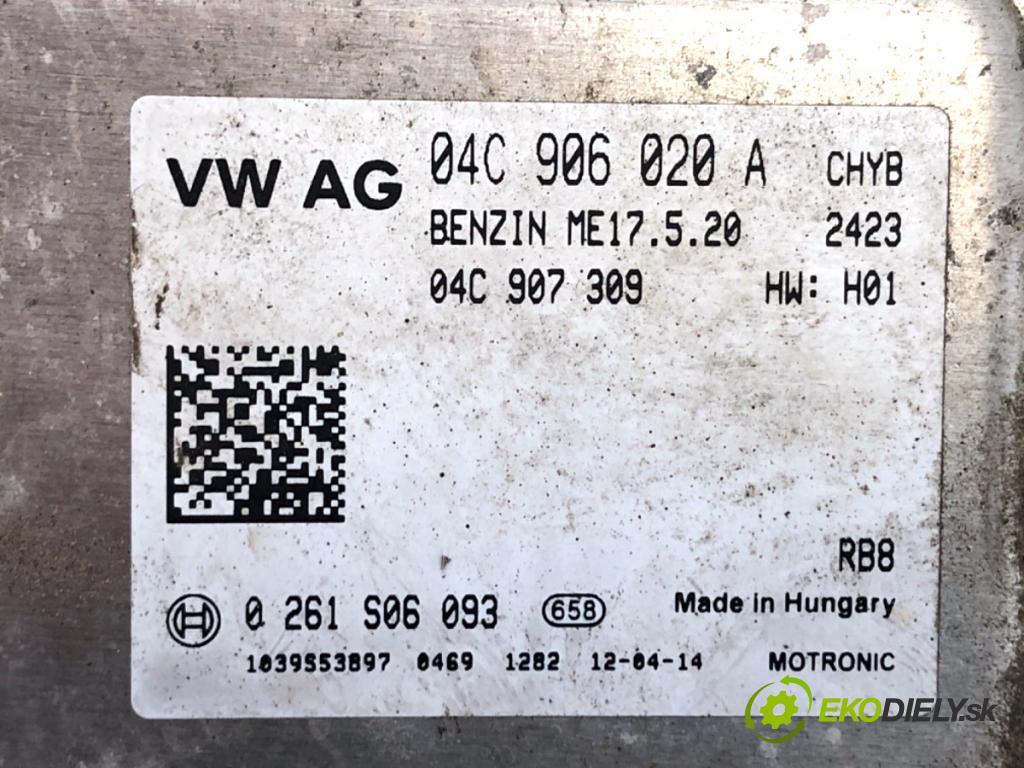 VW AG 04C 906 020 A CHYB
BENZIN ME17.5.20 2423
04C 907 309 HW: H01
RB8
0 261 S06 093 658 Made in Hungary
1039S53897 0469 1282 12-04-14 MOTRONIC
EKODIELY.sk